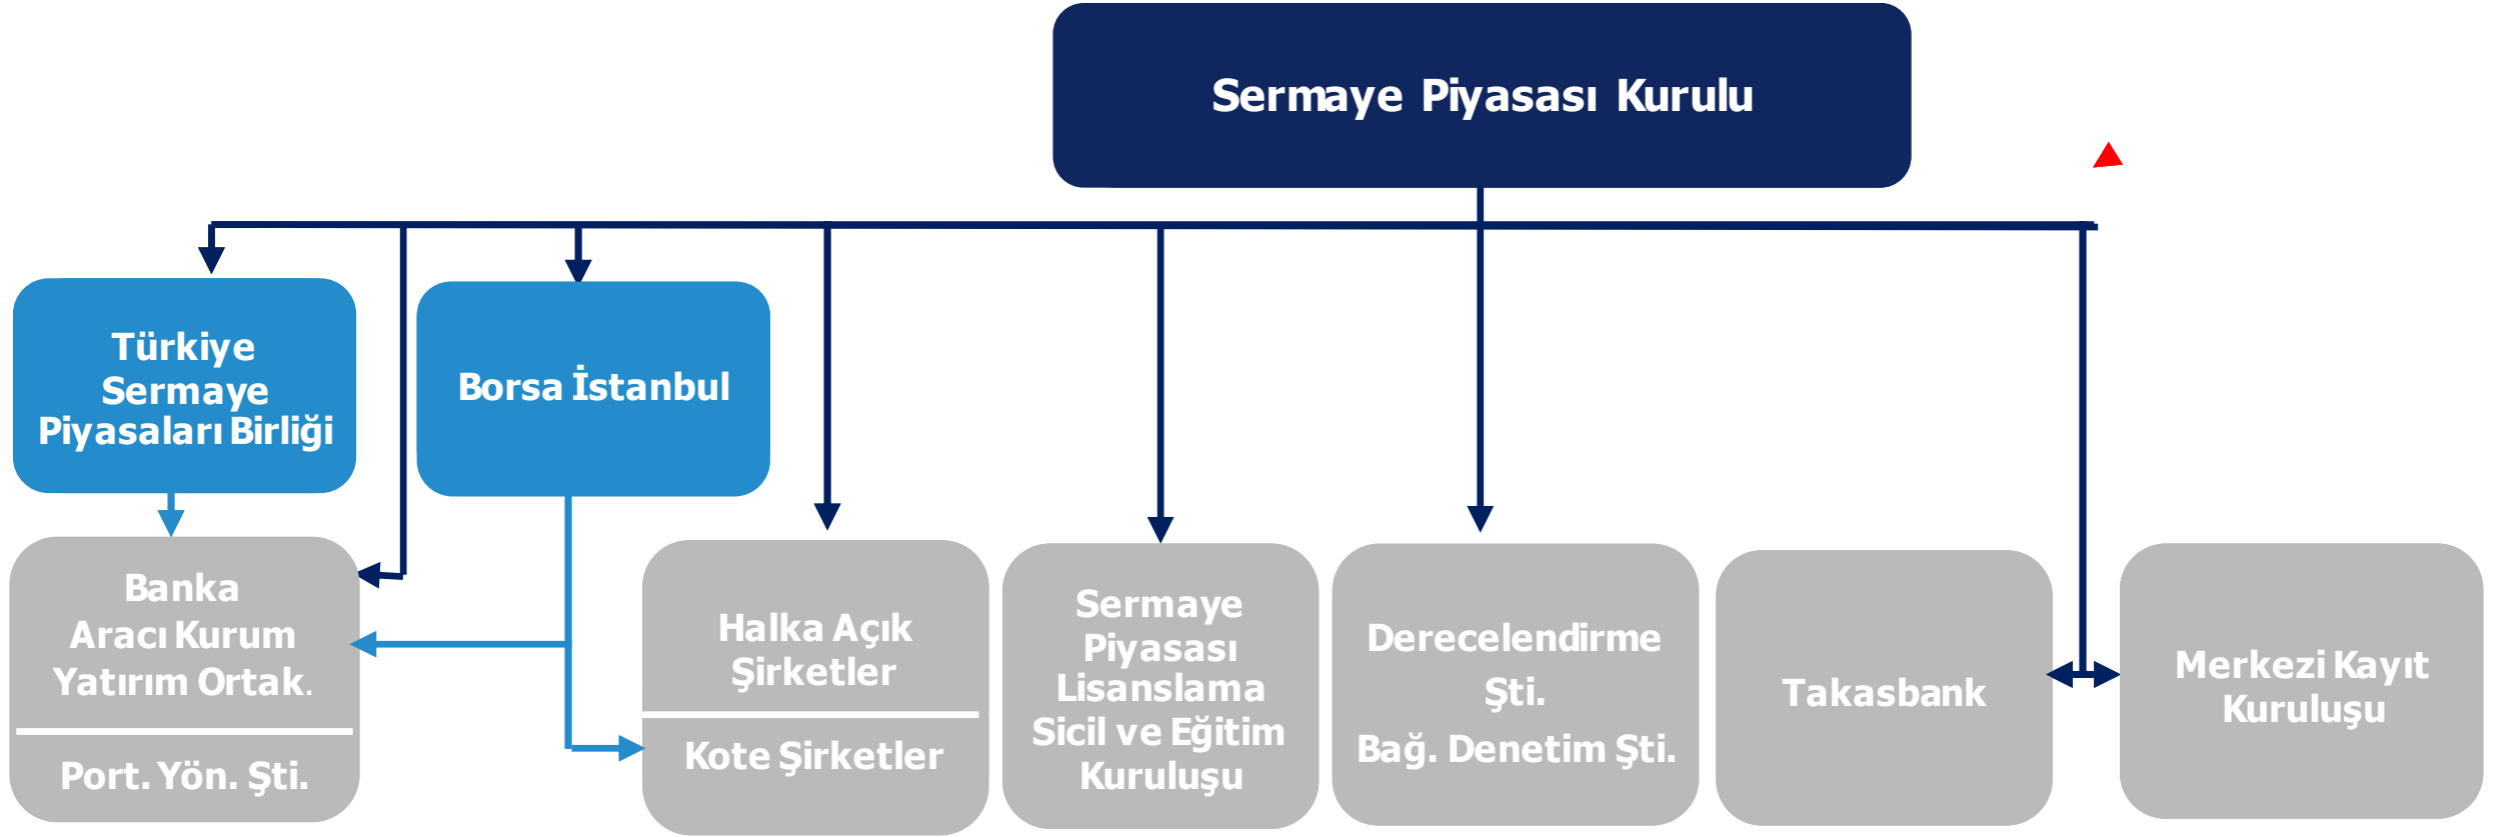 Sermaye Piyasası Kurulu
Türkiye
Sermaye
Piyasaları Birliği
Borsa İstanbul
Banka
Aracı Kurum
Yatırım Ortak.
Port. Yön. Şti.
Halka Açık
Şirketler
Kote Şirketler
Sermaye
Piyasası
Lisanslama
Sicil ve Eğitim
Kuruluşu
Derecelendirme
Şti.
Bağ. Denetim Şti.
Takasbank
Merkezi Kayıt
Kuruluşu